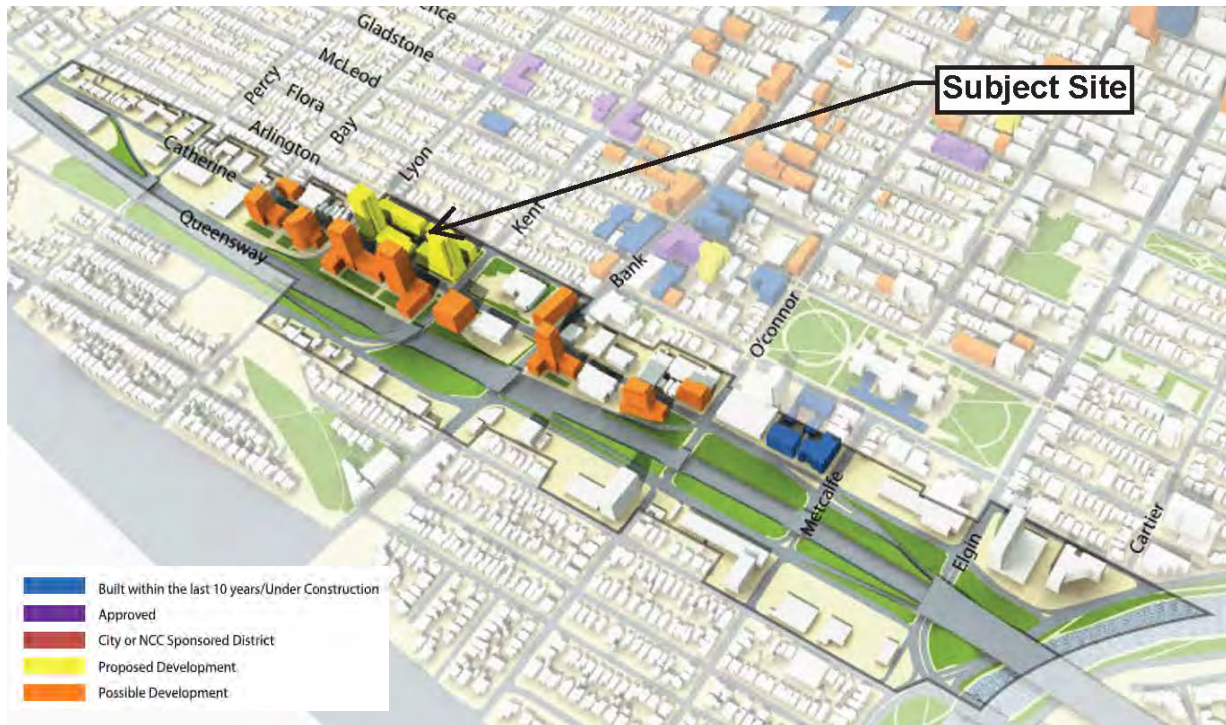 ence
Gladstone
McLeod
Percy
Flora
Arlington
Bay
Catherine
Lyon
Queensway
Kent
Bank
O'connor
Metcalfe
Elgin
Cartier
Subject Site
Built within the last 10 years/Under Construction
Approved
City or NCC Sponsored District
Proposed Development
Possible Development